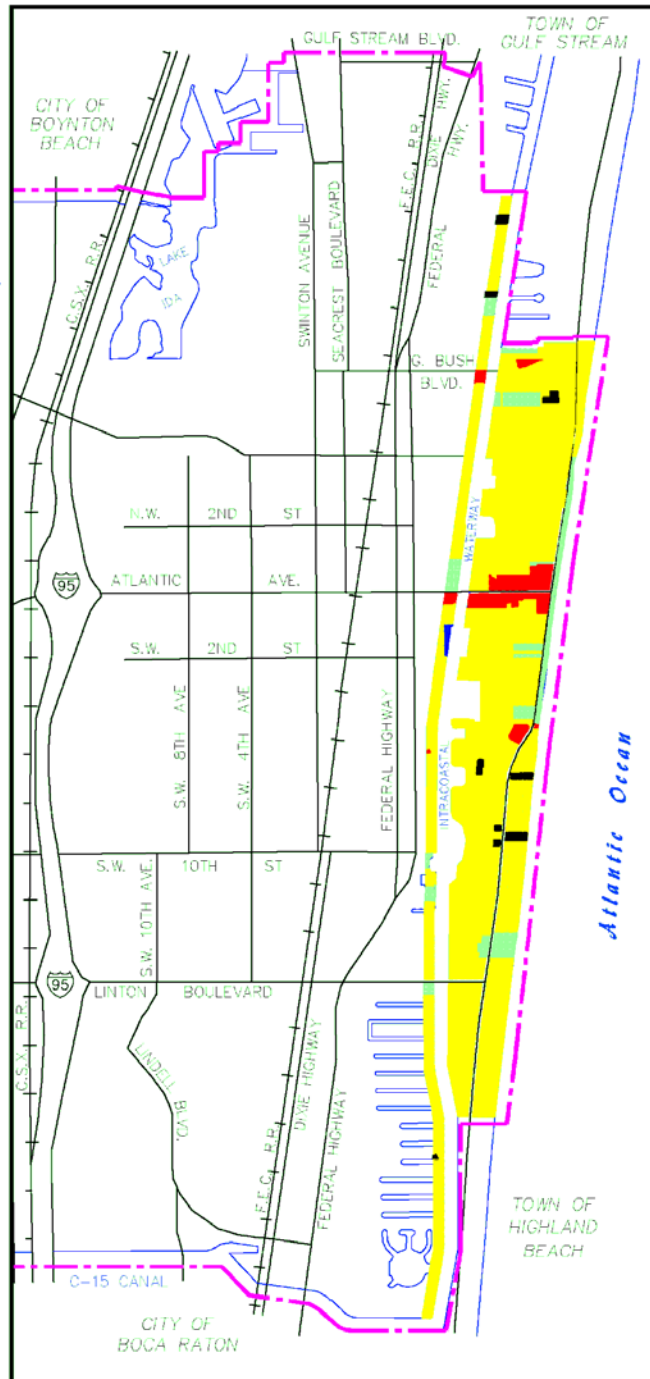 TOWN OF
GULF STREAM
GULF STREAM BLVD.
CITY OF
BOYNTON
BEACH
F.E.C. R.R.
DIXIE HWY.
FEDERAL HWY.
C.S.X. R.R.
LAKE
IDA
SWINTON AVENUE
SEACREST BOULEVARD
G. BUSH
BLVD.
N.W. 2ND ST
WATERWAY
95
ATLANTIC AVE.
S.W. 2ND ST
S.W. 8TH AVE
S.W. 4TH AVE
FEDERAL HIGHWAY
INTRACOASTAL
Atlantic Ocean
S.W. 10TH ST
S.W. 10TH AVE.
95
LINTON BOULEVARD
C.S.X. R.R.
LINDELL BLVD.
F.E.C. R.R.
DIXIE HIGHWAY
FEDERAL HIGHWAY
TOWN OF
HIGHLAND
BEACH
C-15 CANAL
CITY OF
BOCA RATON